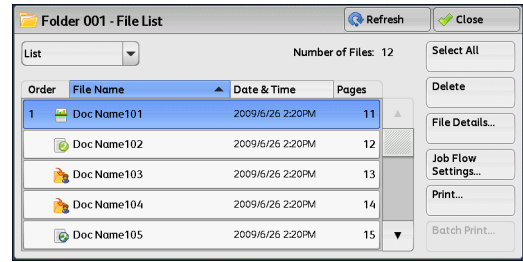 Folder 001 - File List
Refresh
Close
List
Number of Files: 12
Select All
Order File Name Date & Time Pages
Delete
1 Doc Name101 2009/6/26 2:20PM 11
File Details...
Doc Name102 2009/6/26 2:20PM 12
Job Flow
Settings...
Doc Name103 2009/6/26 2:20PM 13
Print...
Doc Name104 2009/6/26 2:20PM 14
Batch Print...
Doc Name105 2009/6/26 2:20PM 15